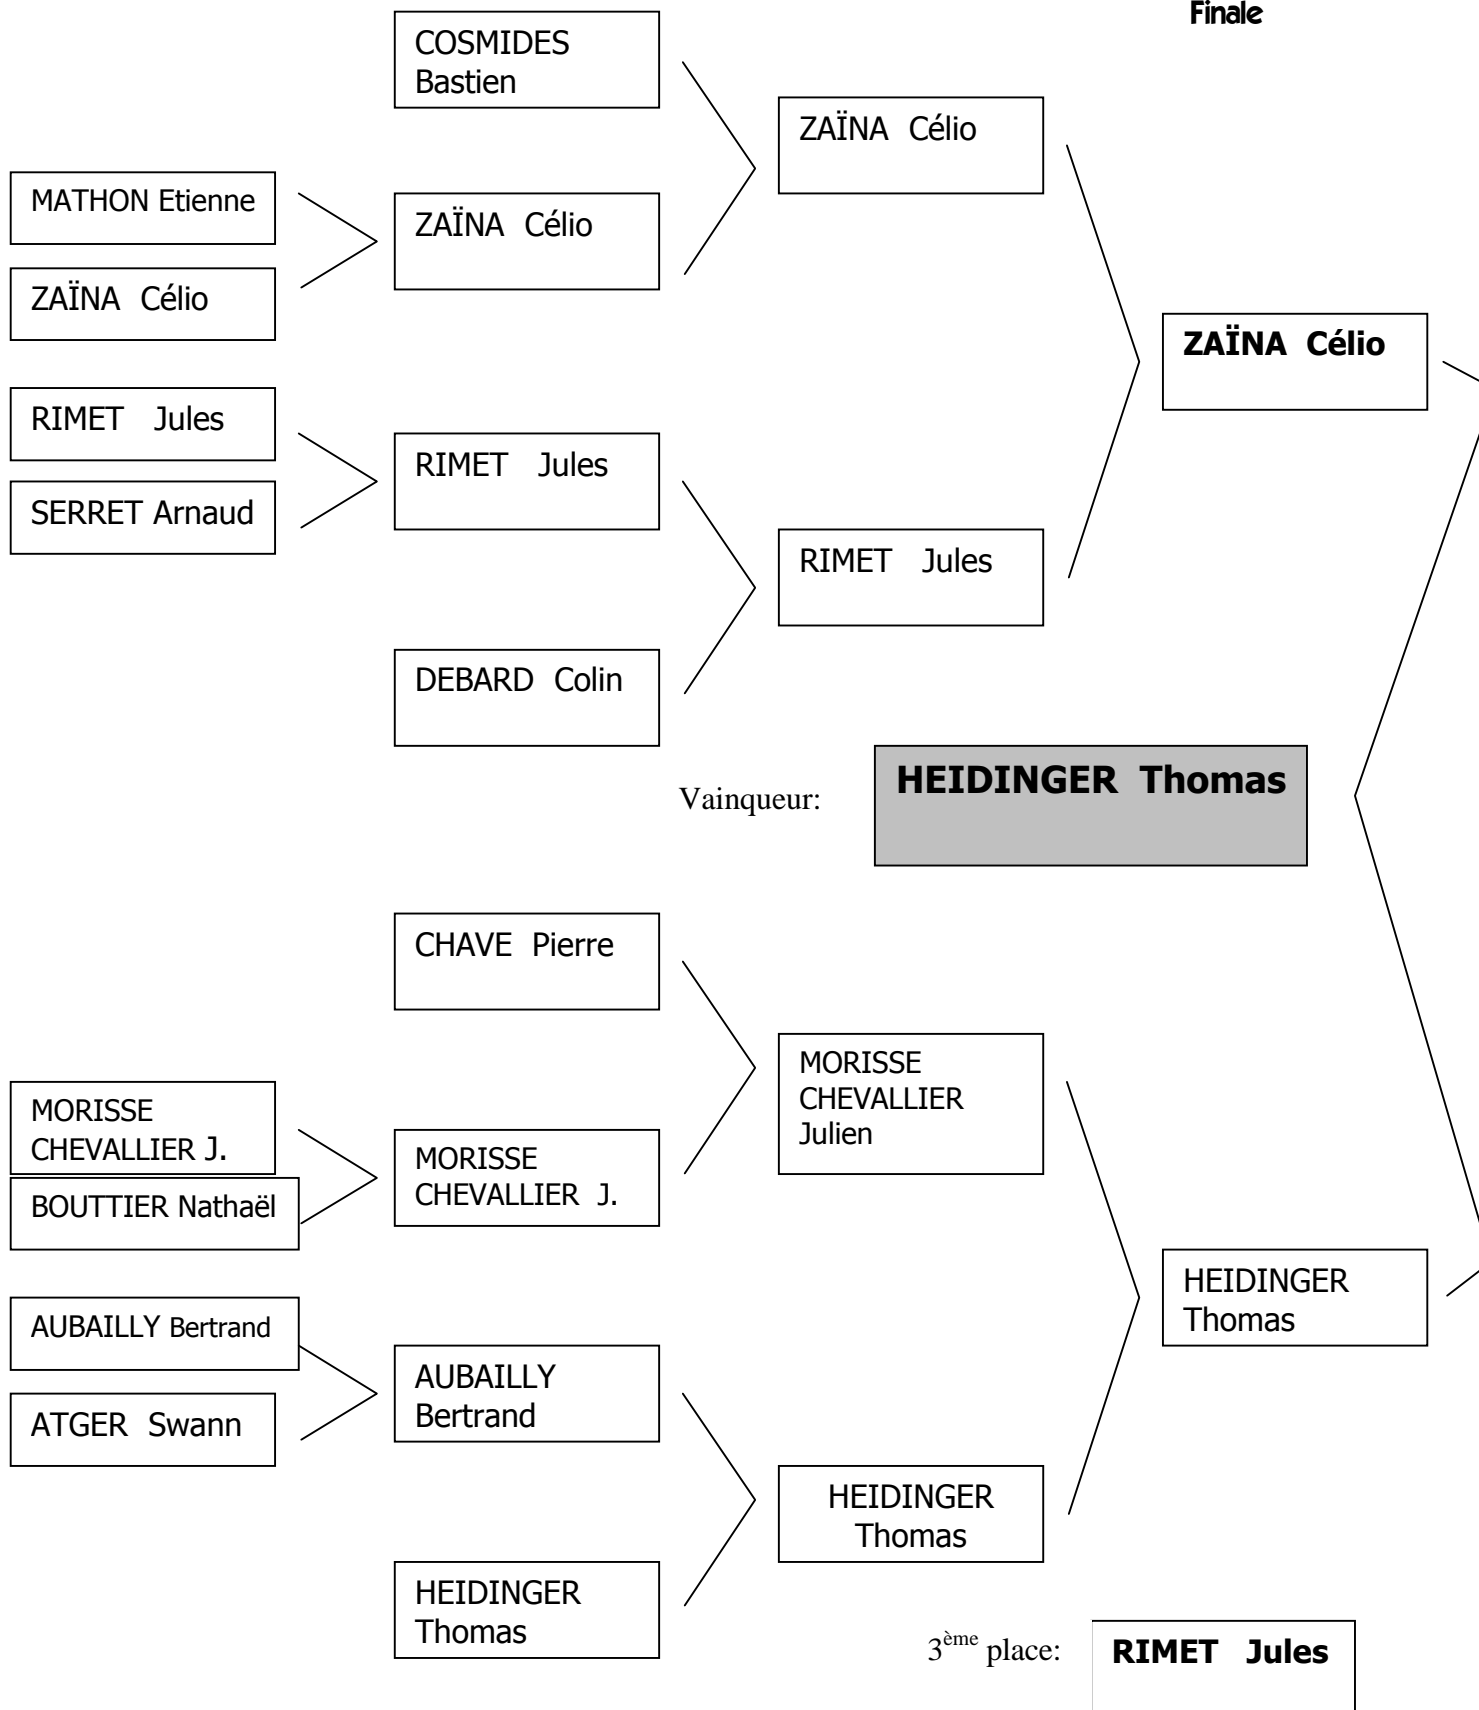 Finale
COSMIDES
Bastien
ZAÏNA Célio
MATHON Etienne
ZAÏNA Célio
ZAÏNA Célio
ZAÏNA Célio
RIMET Jules
RIMET Jules
SERRET Arnaud
RIMET Jules
DEBARD Colin
Vainqueur:
HEIDINGER Thomas
CHAVE Pierre
MORISSE
CHEVALLIER
Julien
MORISSE
CHEVALLIER J.
MORISSE
CHEVALLIER J.
BOUTTIER Nathaël
HEIDINGER
Thomas
AUBAILLY Bertrand
AUBAILLY
Bertrand
ATGER Swann
HEIDINGER
Thomas
HEIDINGER
Thomas
3ème place:
RIMET Jules